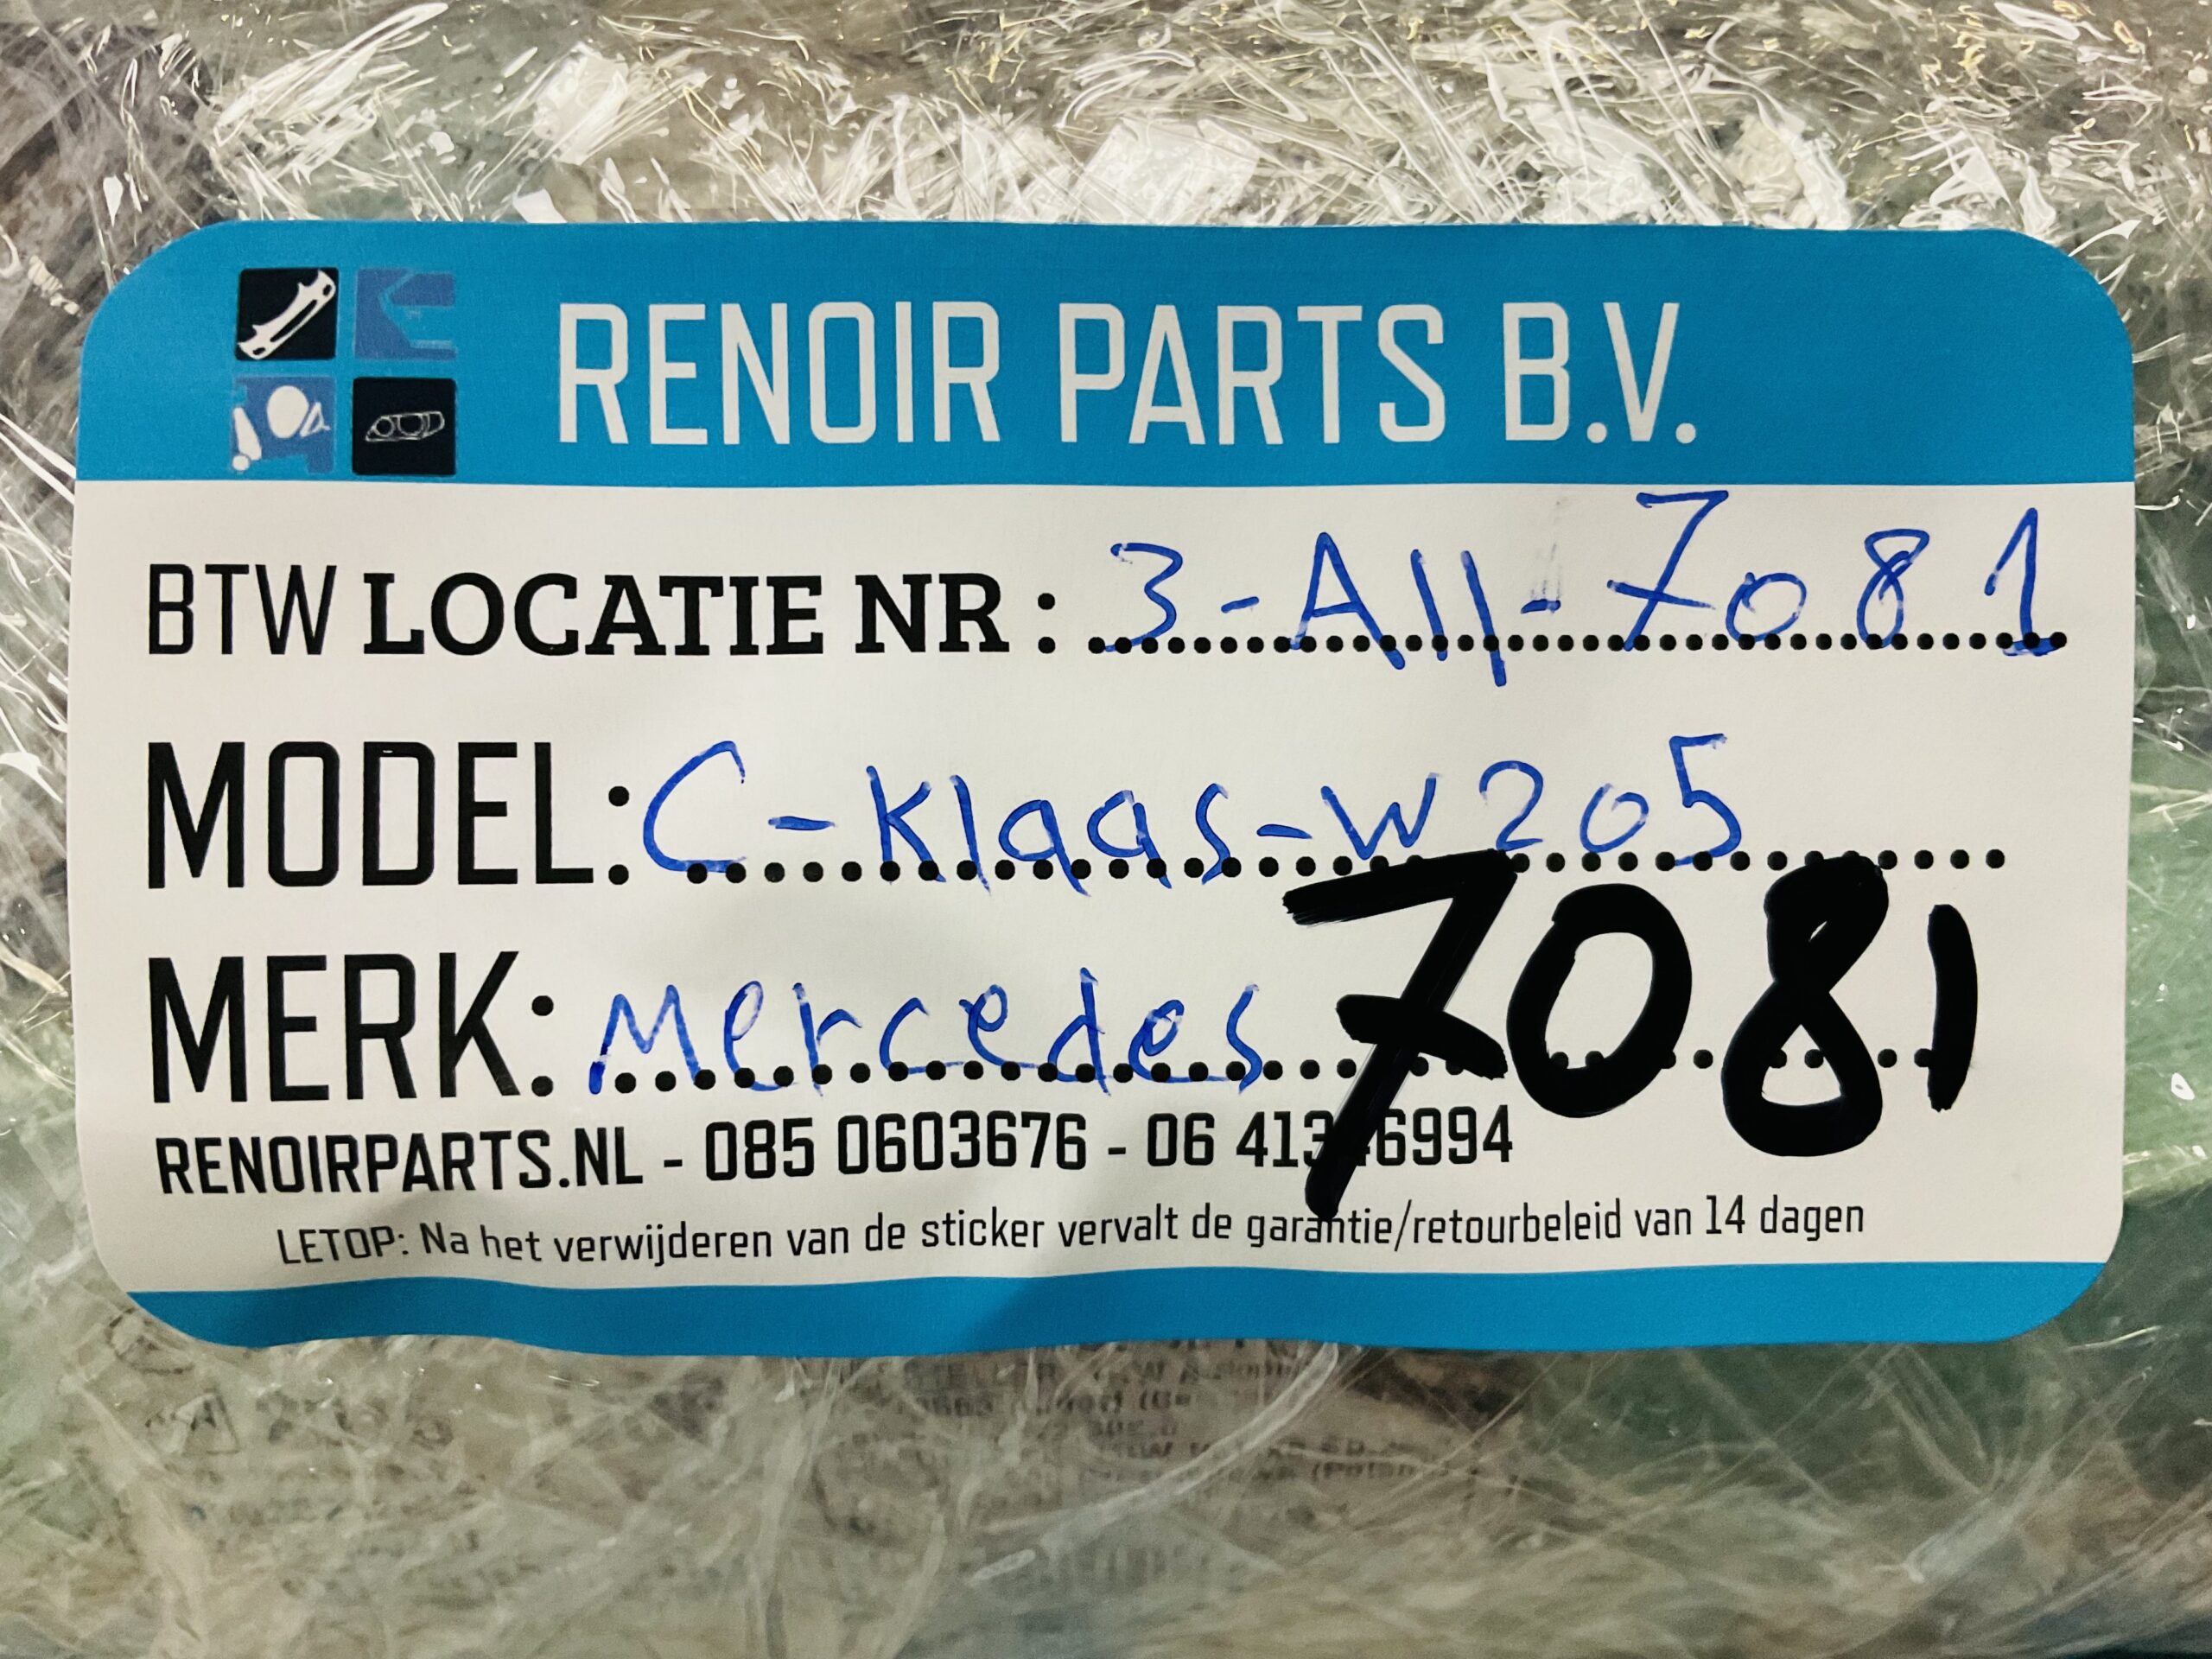 RENOIR PARTS B.V.
BTW LOCATIE NR : 3-A11-7081
MODEL: C-Klaas-W205
MERK: Mercedes
7081
RENOIRPARTS.NL - 085 0603676 - 06
LETOP: Na het verwijderen van de sticker vervalt de garantie/retourbeleid van 14 dagen